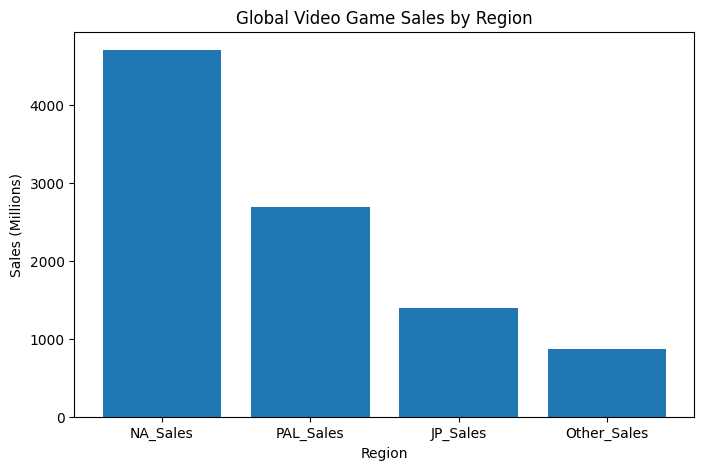 Global Video Game Sales by Region
Sales (Millions)
4000
3000
2000
1000
0
NA_Sales
PAL_Sales
JP_Sales
Other_Sales
Region